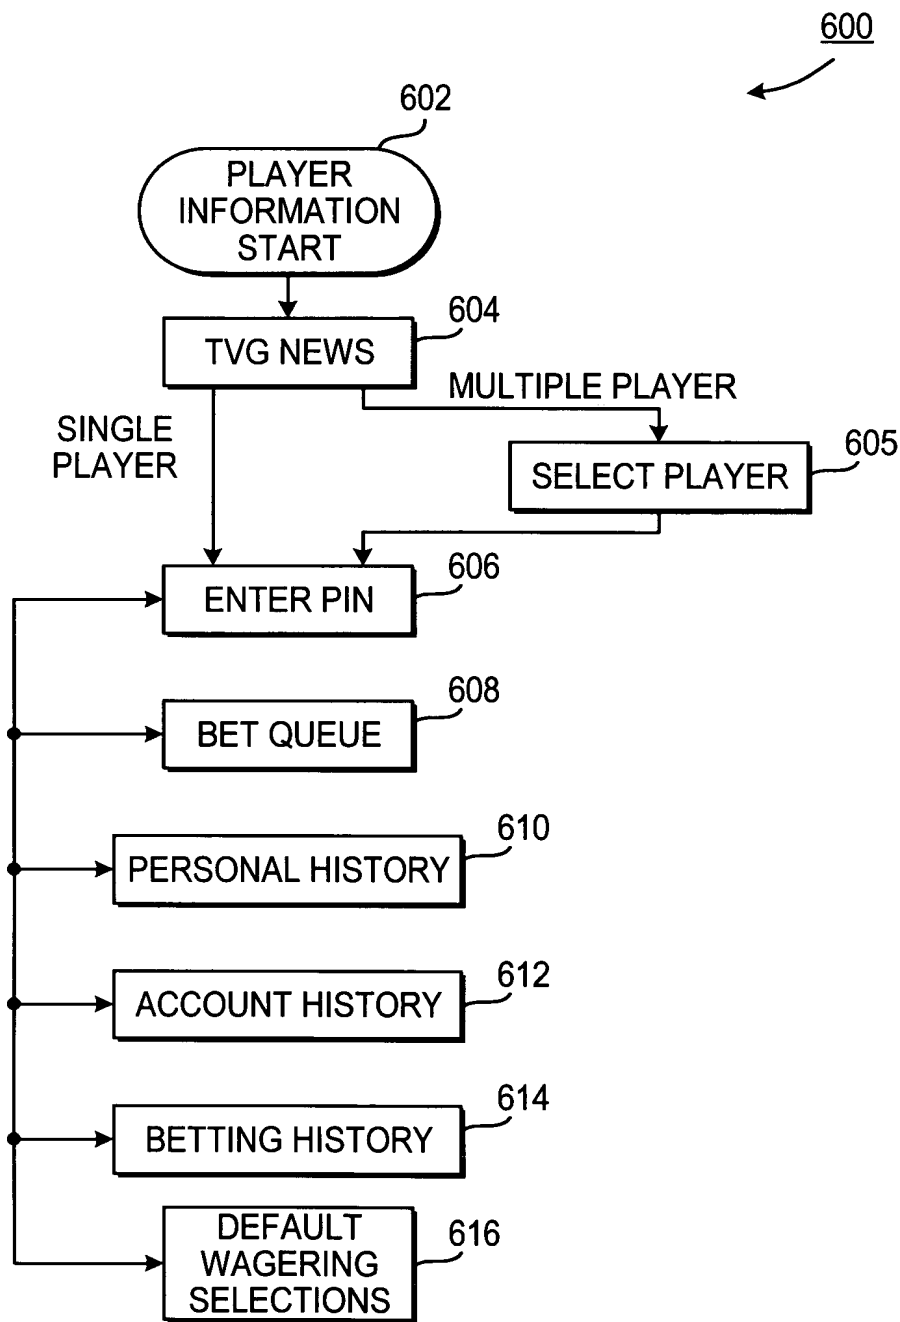 600
602
PLAYER
INFORMATION
START
604
TVG NEWS
MULTIPLE PLAYER
SINGLE
PLAYER
605
SELECT PLAYER
606
ENTER PIN
608
BET QUEUE
610
PERSONAL HISTORY
612
ACCOUNT HISTORY
614
BETTING HISTORY
616
DEFAULT
WAGERING
SELECTIONS